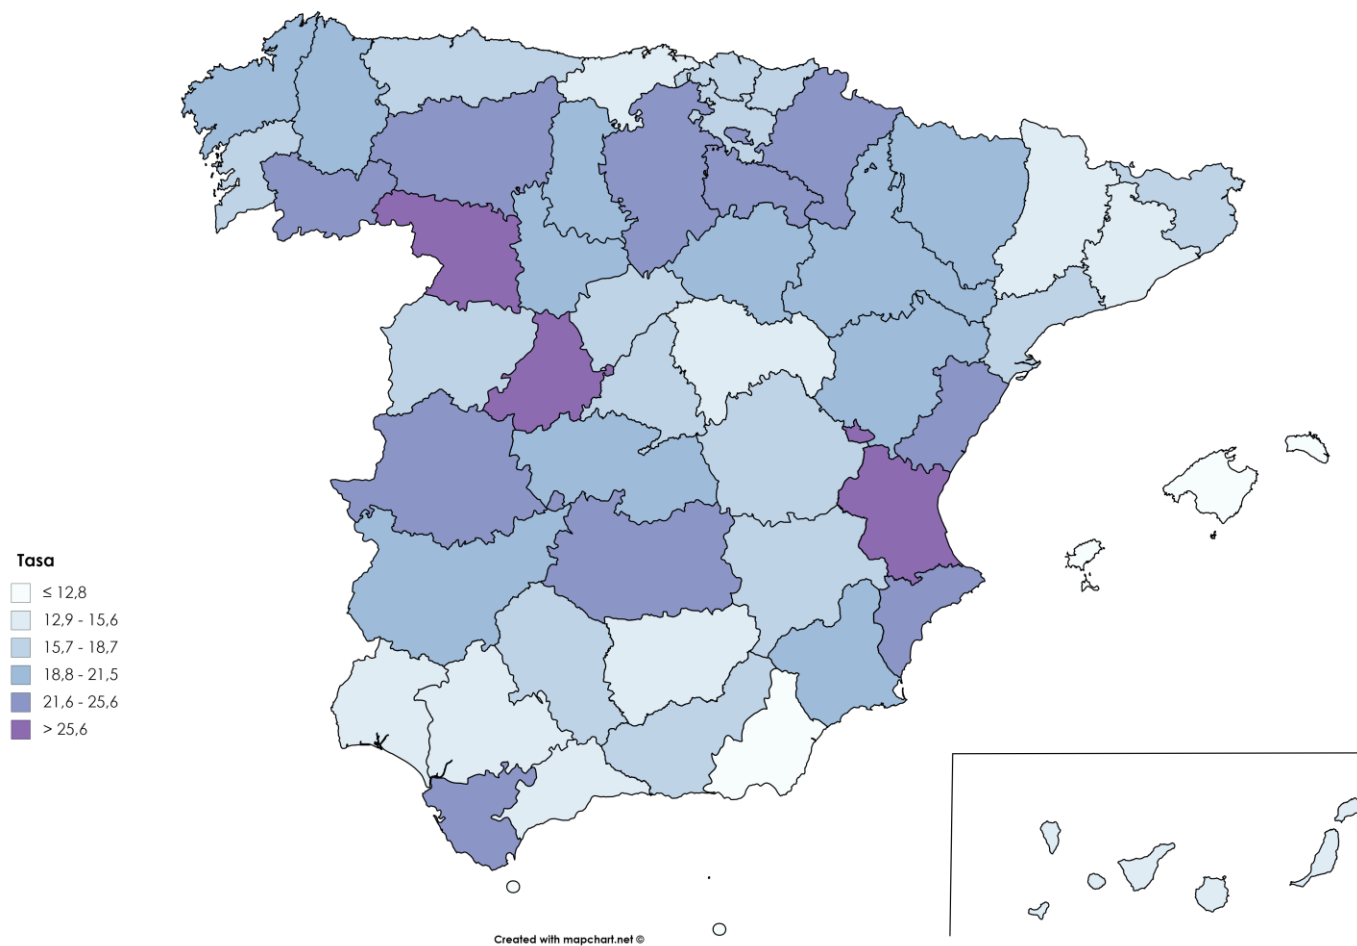 Tasa
≤ 12,8
12,9 - 15,6
15,7 - 18,7
18,8 - 21,5
21,6 - 25,6
> 25,6
Created with mapchart.net ©